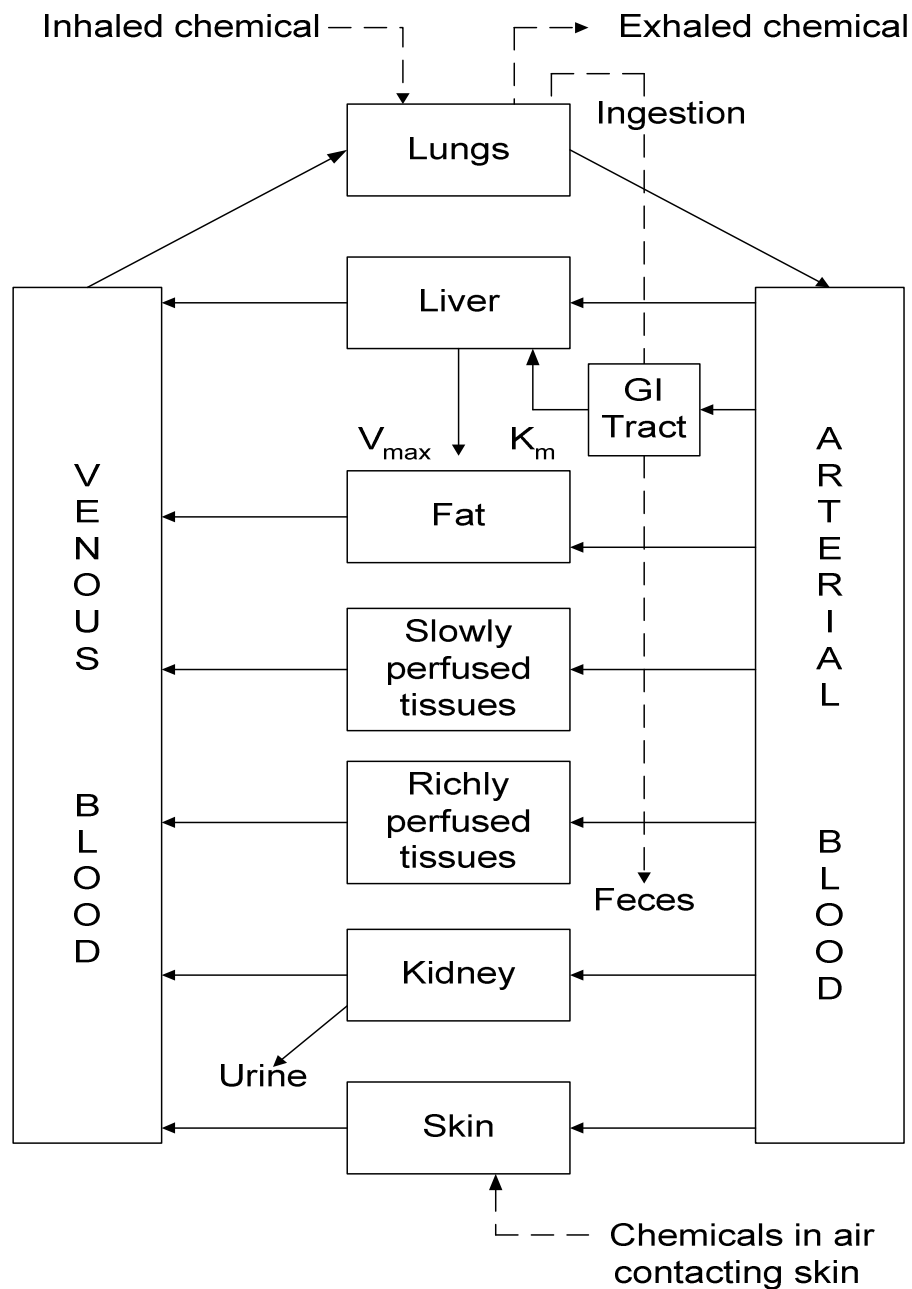 Inhaled chemical
Exhaled chemical
Ingestion
Lungs
Liver
GI
Tract
Vmax
Km
Fat
VENOUS BLOOD
ARTERIAL BLOOD
Slowly
perfused
tissues
Richly
perfused
tissues
Feces
Kidney
Urine
Skin
Chemicals in air
contacting skin